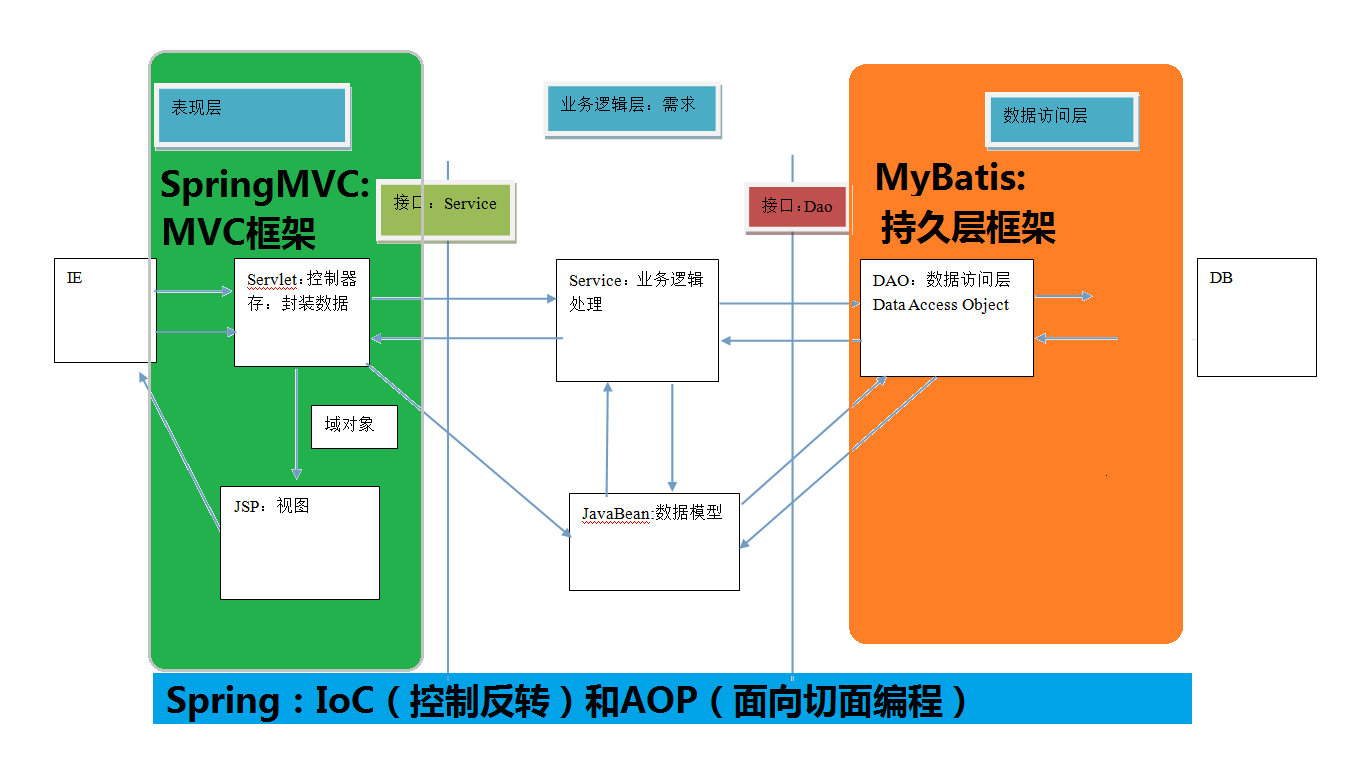 表现层
业务逻辑层：需求
数据访问层
SpringMVC:
MVC框架
接口：Service
接口:Dao
MyBatis:
持久层框架
IE
Servlet:控制器
存：封装数据
Service：业务逻辑
处理
DAO：数据访问层
Data Access Object
DB
域对象
JSP：视图
JavaBean:数据模型
Spring：IoC（控制反转）和AOP（面向切面编程）